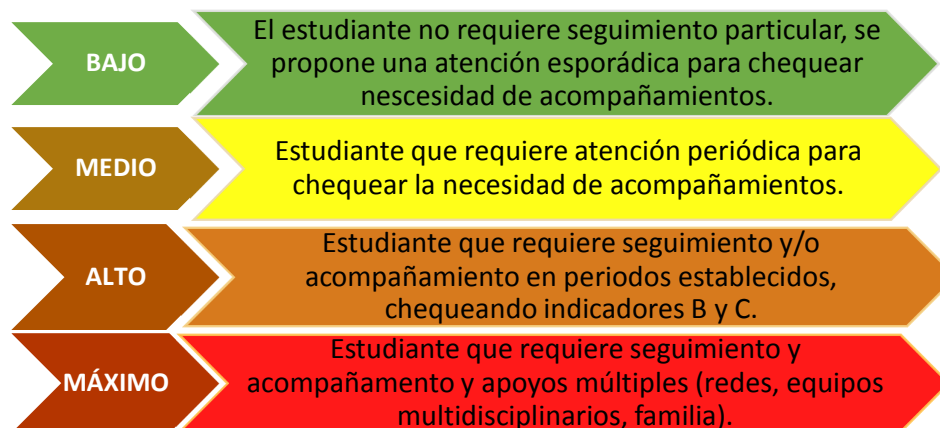 BAJO
El estudiante no requiere seguimiento particular, se
propone una atención esporádica para chequear
nescesidad de acompañamientos.
MEDIO
Estudiante que requiere atención periódica para
chequear la necesidad de acompañamientos.
ALTO
Estudiante que requiere seguimiento y/o
acompañamiento en periodos establecidos,
chequeando indicadores B y C.
MÁXIMO
Estudiante que requiere seguimiento y
acompañamento y apoyos múltiples (redes, equipos
multidisciplinarios, familia).